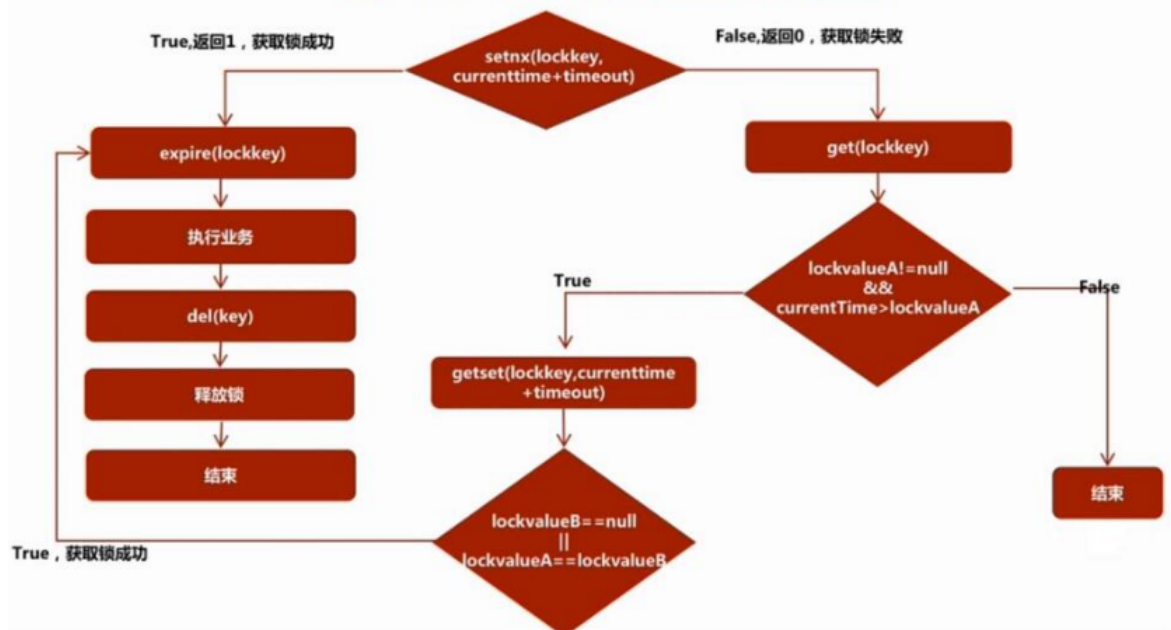 True,返回1，获取锁成功
False,返回0，获取锁失败
setnx(lockkey,
currenttime+timeout)
expire(lockkey)
get(lockkey)
执行业务
lockvalueA!=null
&&
currentTime>lockvalueA
True
False
del(key)
getset(lockkey,currenttime
+timeout)
释放锁
结束
结束
lockvalueB==null
||
lockvalueA==lockvalueB
True，获取锁成功